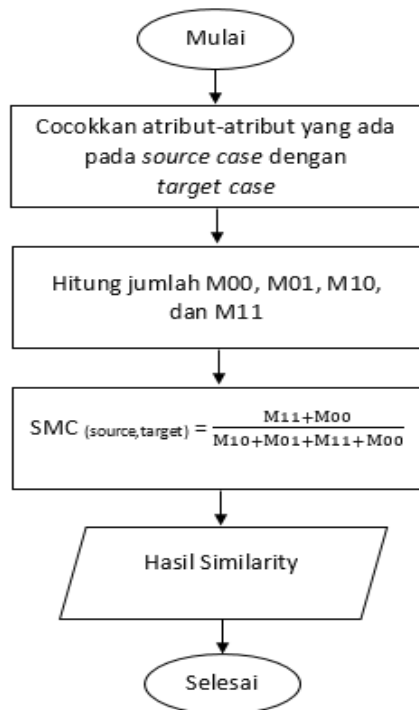 Mulai
Cocokkan atribut-atribut yang ada
pada source case dengan
target case
Hitung jumlah M00, M01, M10,
dan M11
SMC (source,target) = M11+M00 / M10+M01+M11+M00
Hasil Similarity
Selesai